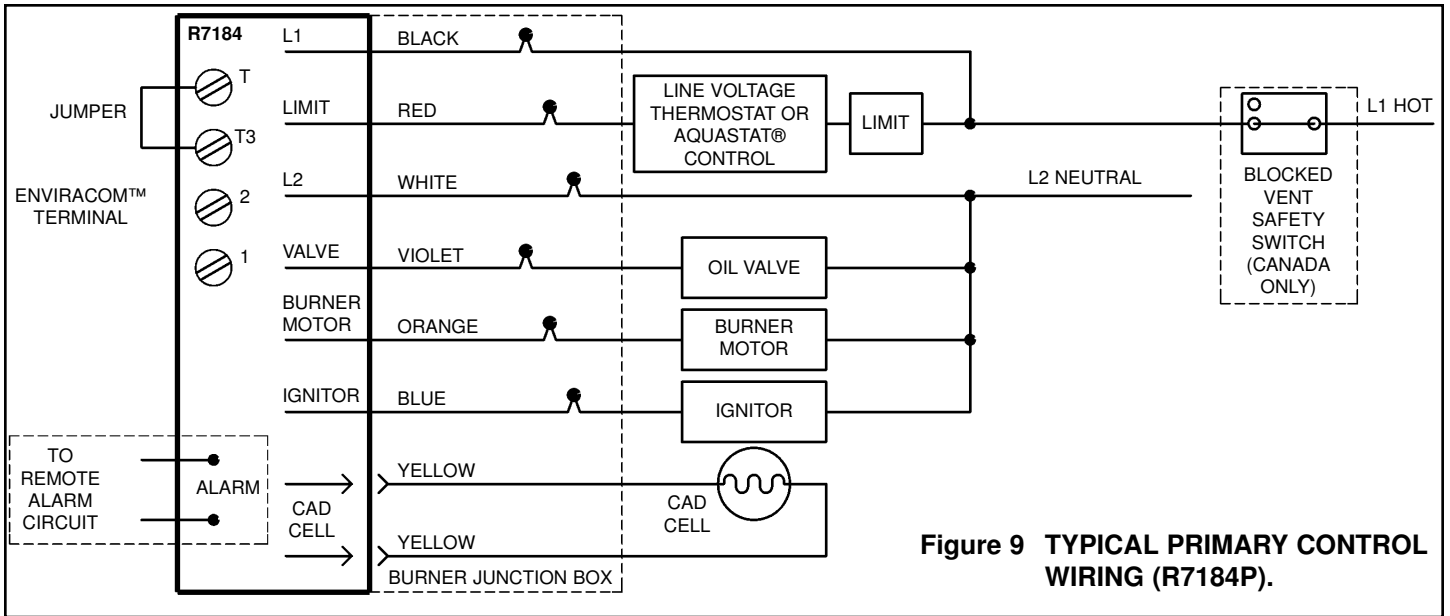 R7184
L1
BLACK
T
JUMPER
LIMIT
RED
LINE VOLTAGE
THERMOSTAT OR
AQUASTAT®
CONTROL
LIMIT
L1 HOT
T3
L2
WHITE
L2 NEUTRAL
BLOCKED
VENT
SAFETY
SWITCH
(CANADA
ONLY)
ENVIRACOM™
TERMINAL
2
VALVE
VIOLET
OIL VALVE
1
BURNER
MOTOR
ORANGE
BURNER
MOTOR
IGNITOR
BLUE
IGNITOR
TO
REMOTE
ALARM
CIRCUIT
ALARM
CAD
CELL
YELLOW
CAD
CELL
YELLOW
BURNER JUNCTION BOX
Figure 9 TYPICAL PRIMARY CONTROL
WIRING (R7184P).